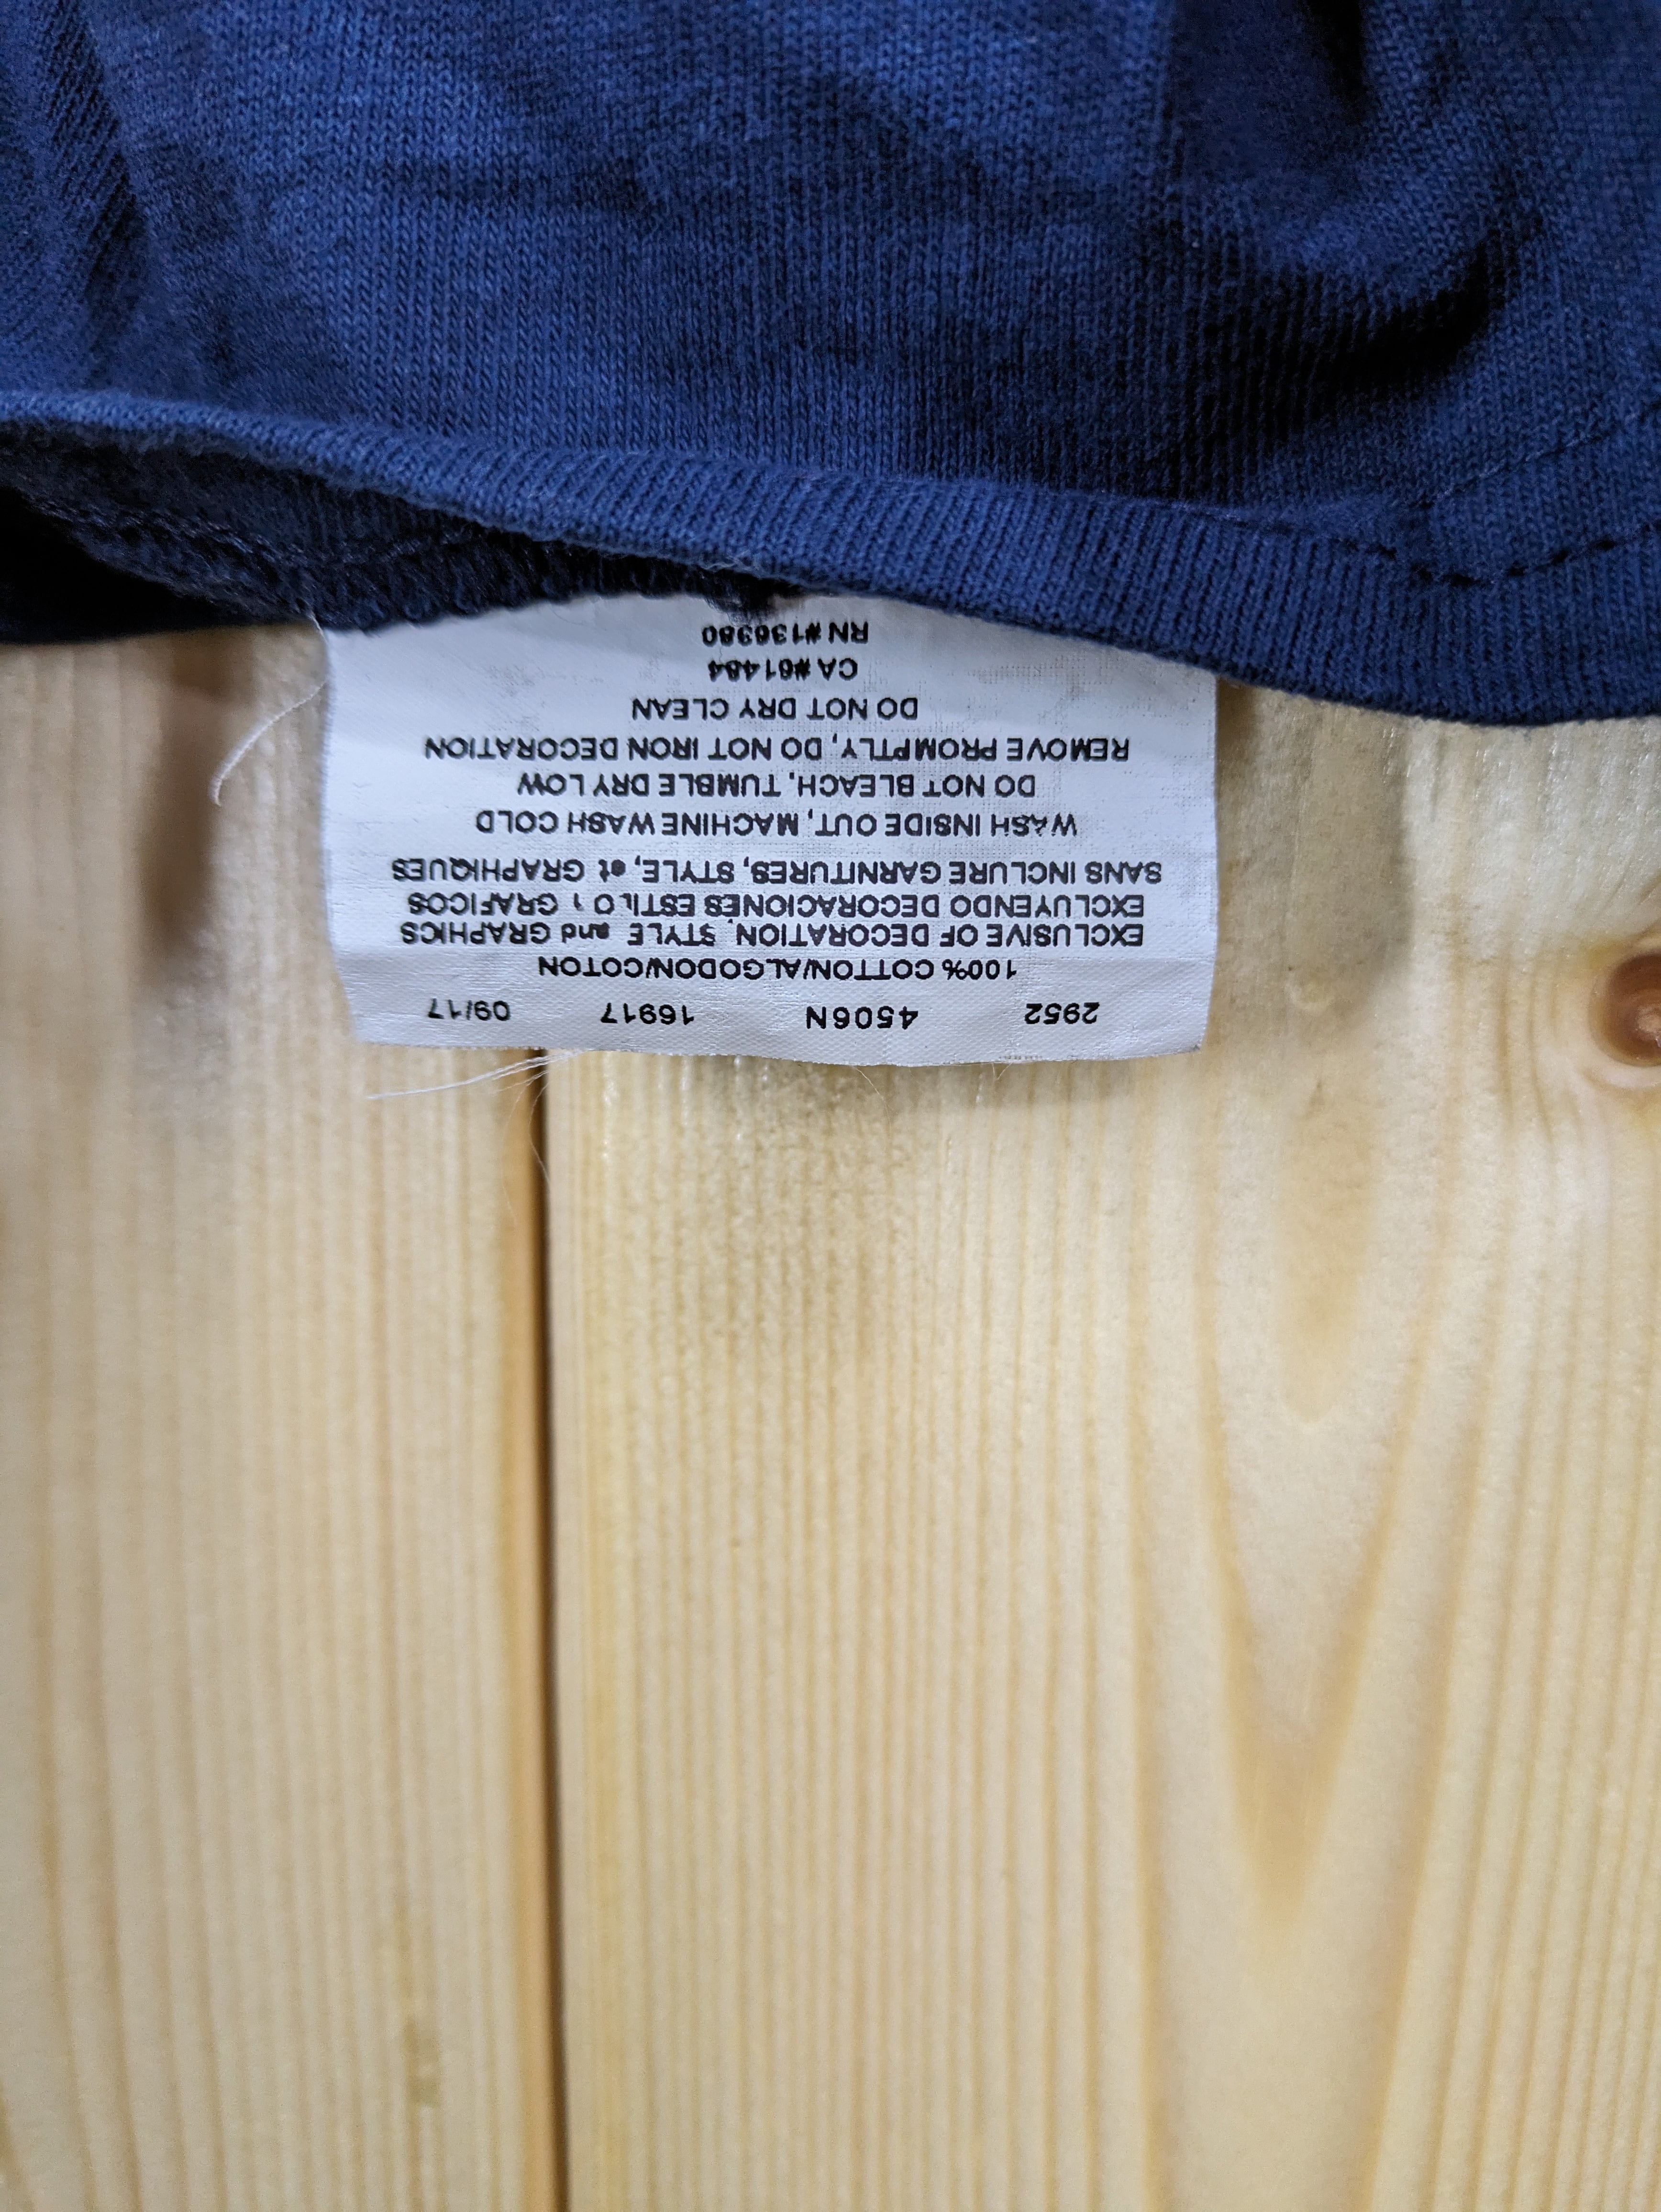 2952 4506N 16917 09/17
100% COTTON/ALGODON/COTON
EXCLUSIVE OF DECORATION, STYLE and GRAPHICS
EXCLUYENDO DECORACIONES ESTILO 1 GRAFICOS
SANS INCLURE GARNITURES, STYLE, et GRAPHIQUES
WASH INSIDE OUT, MACHINE WASH COLD
DO NOT BLEACH, TUMBLE DRY LOW
REMOVE PROMPTLY, DO NOT IRON DECORATION
DO NOT DRY CLEAN
CA #61484
RN #136380